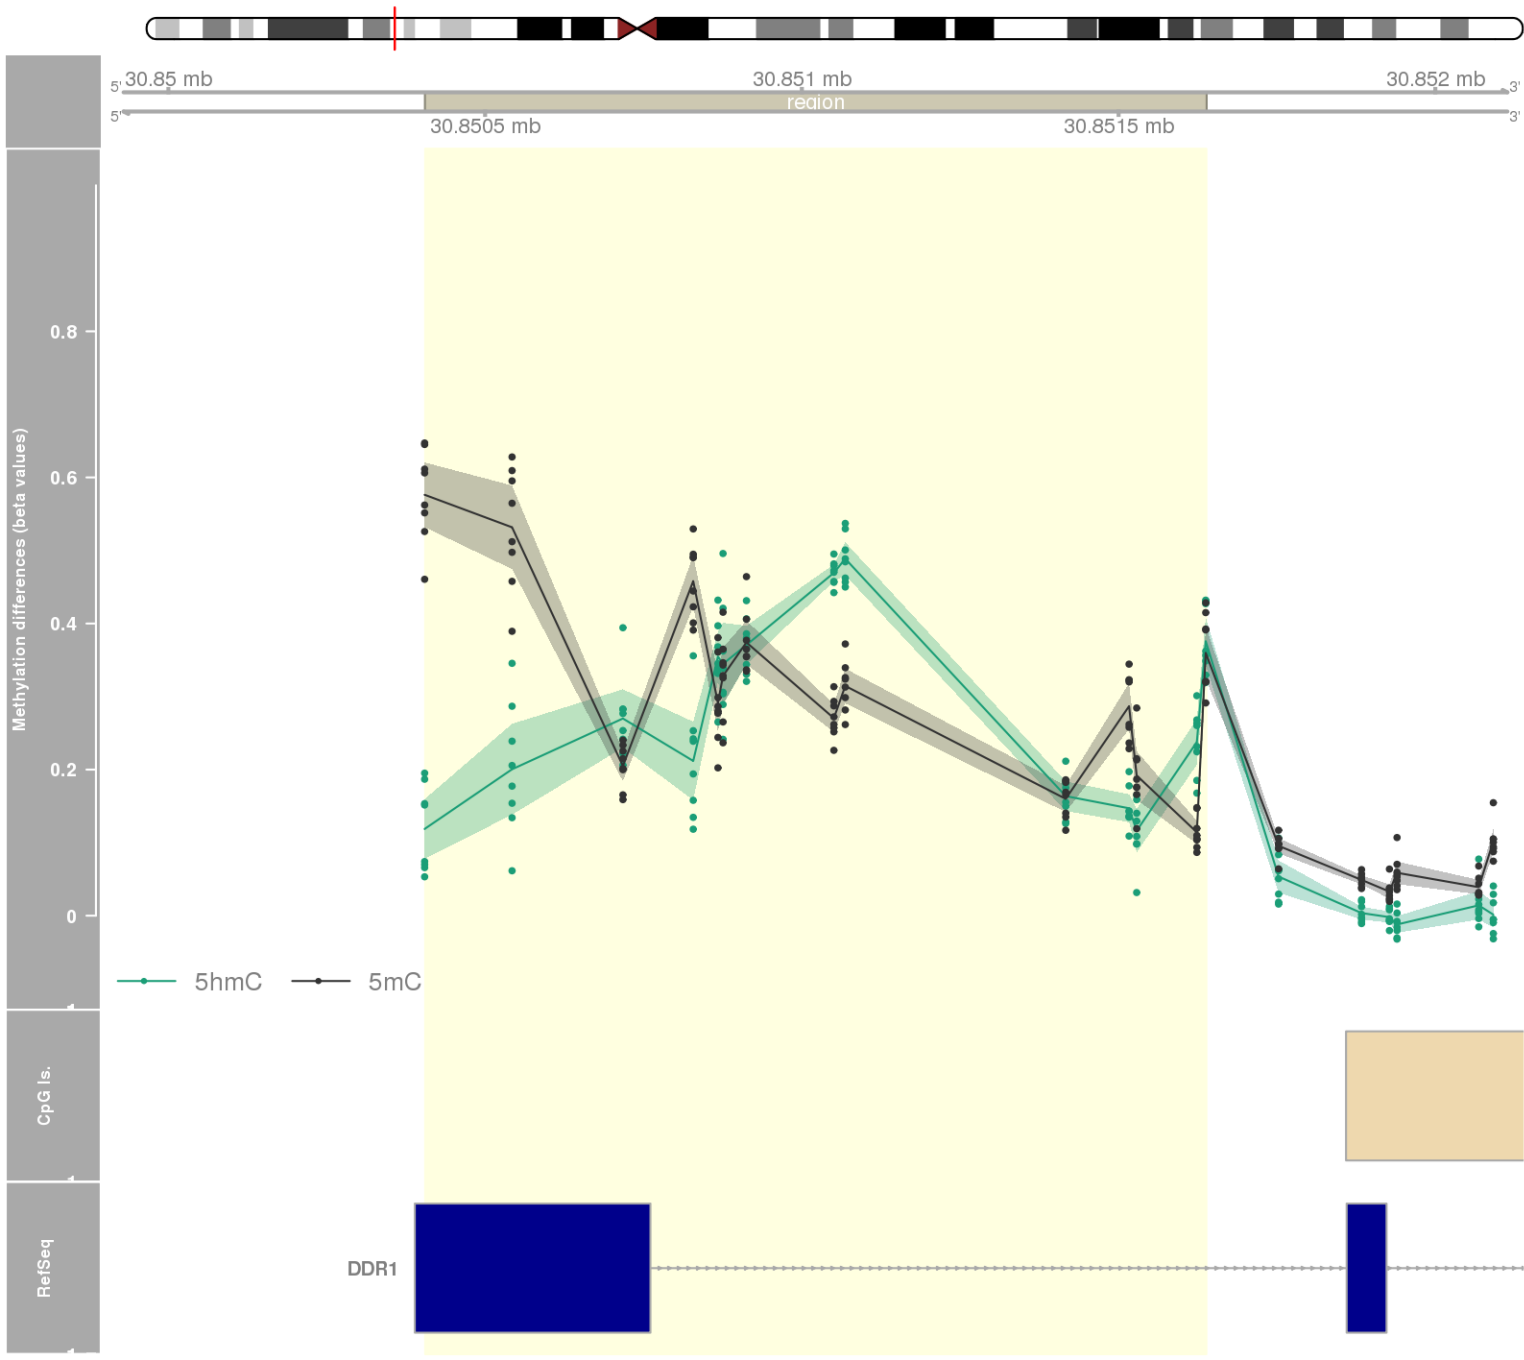 30.85 mb 30.851 mb 30.852 mb
5' 3'
region
5' 3'
30.8505 mb 30.8515 mb
Methylation differences (beta values)
0.8
0.6
0.4
0.2
0
5hmC 5mC
CpG Is.
RefSeq
DDR1